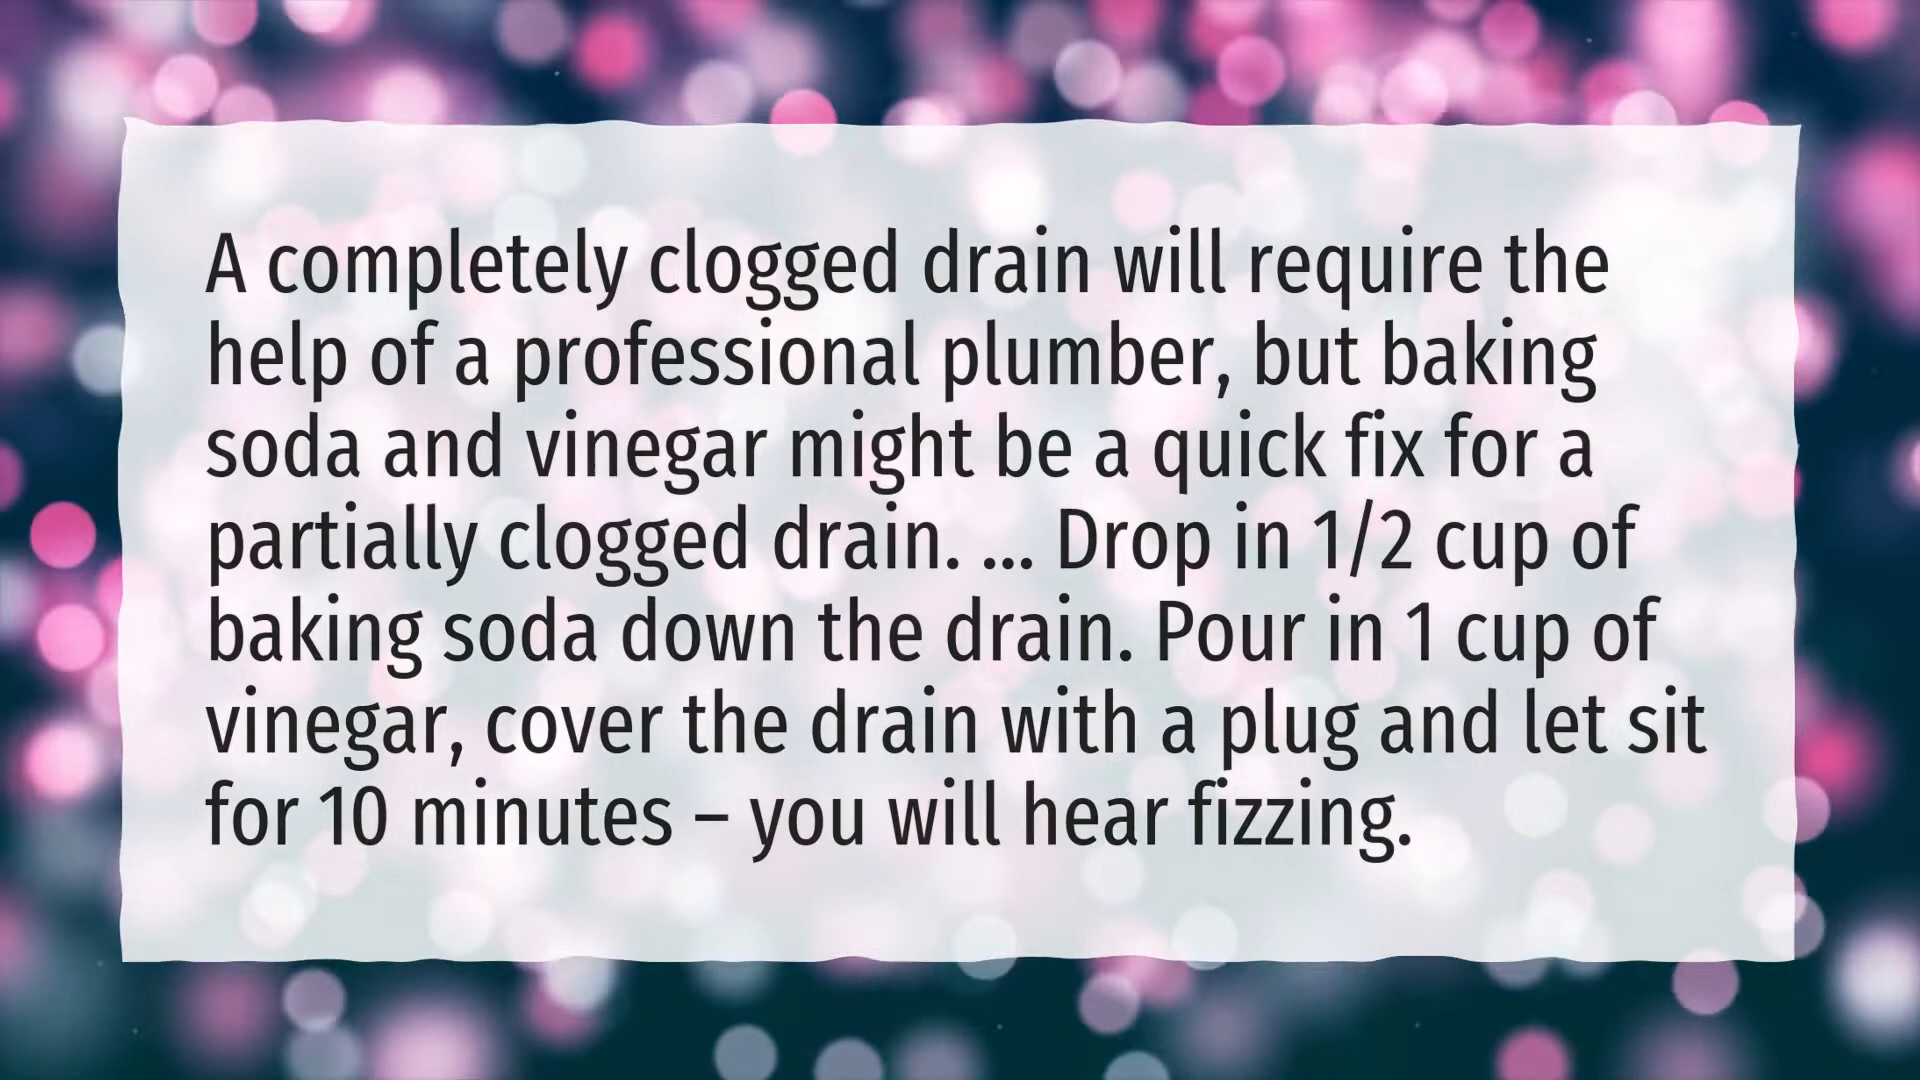 A completely clogged drain will require the
help of a professional plumber, but baking
soda and vinegar might be a quick fix for a
partially clogged drain. ... Drop in 1/2 cup of
baking soda down the drain. Pour in 1 cup of
vinegar, cover the drain with a plug and let sit
for 10 minutes – you will hear fizzing.